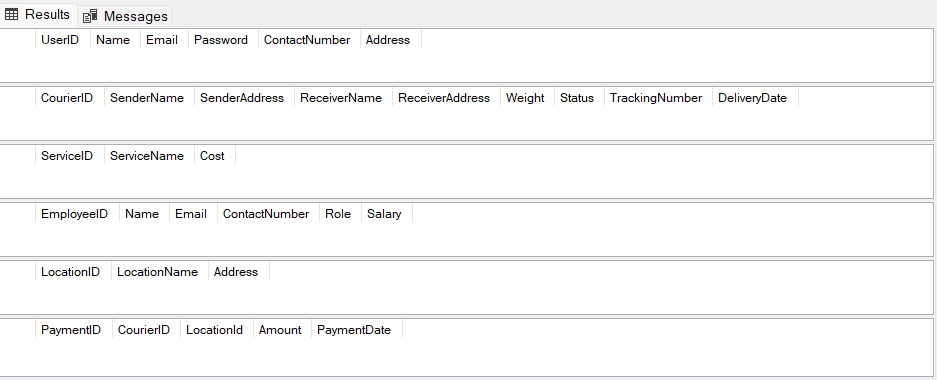 Results Messages
UserID Name Email Password ContactNumber Address
CourierID SenderName SenderAddress ReceiverName ReceiverAddress Weight Status TrackingNumber DeliveryDate
ServiceID ServiceName Cost
EmployeeID Name Email ContactNumber Role Salary
LocationID LocationName Address
PaymentID CourierID LocationId Amount PaymentDate